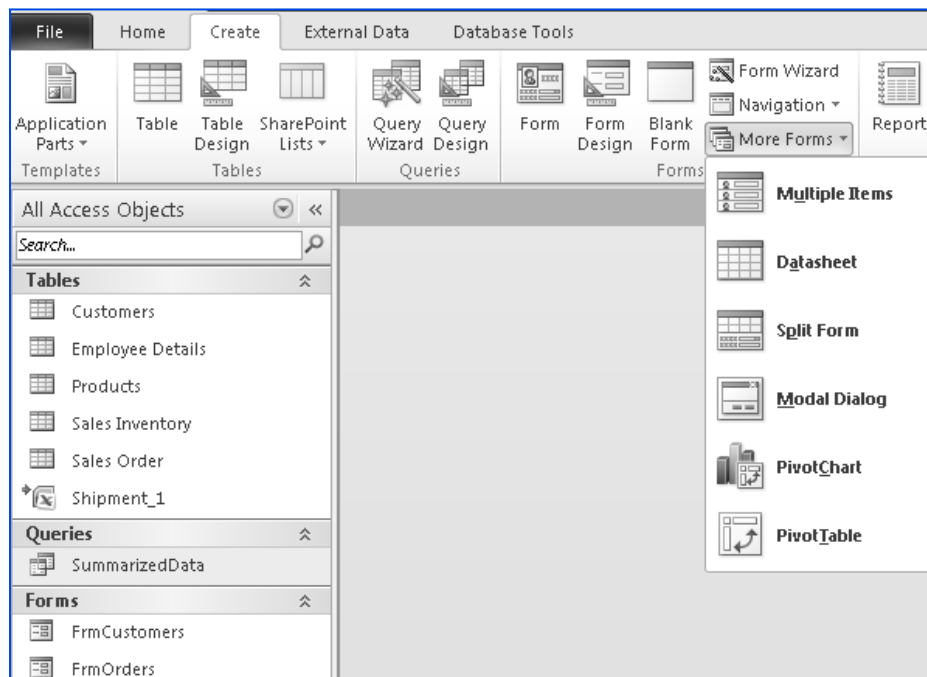 File Home Create External Data Database Tools
Application Parts
Table
Table Design
SharePoint Lists
Query Wizard
Query Design
Form
Form Design
Blank Form
Form Wizard
Navigation
More Forms
Report
Templates Tables Queries Forms
Multiple Items
Datasheet
Split Form
Modal Dialog
PivotChart
PivotTable
All Access Objects
Search...
Tables
Customers
Employee Details
Products
Sales Inventory
Sales Order
Shipment_1
Queries
SummarizedData
Forms
FrmCustomers
FrmOrders